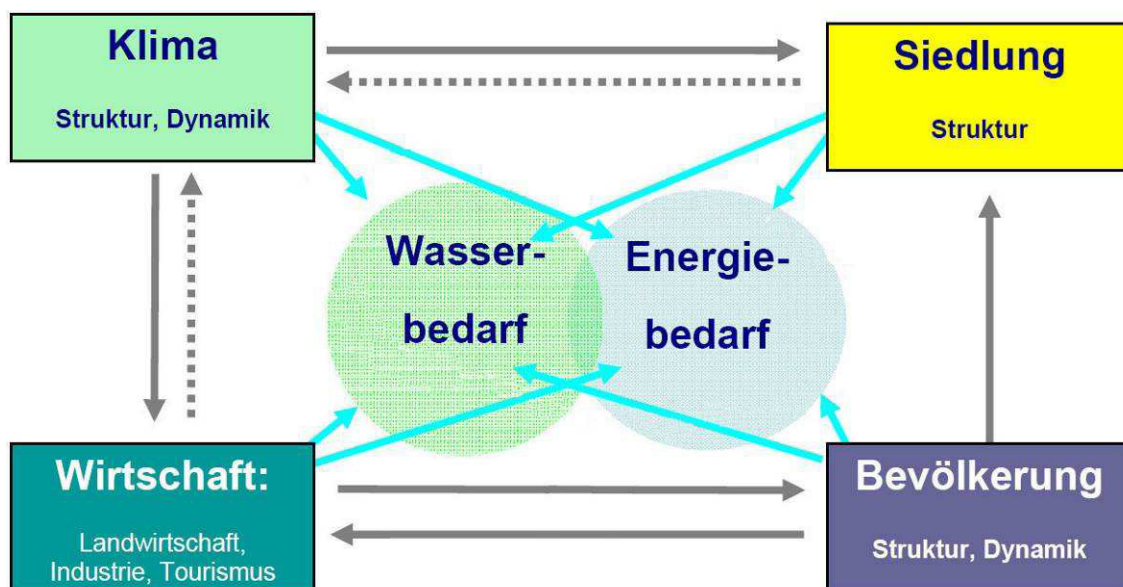 Klima
Struktur, Dynamik
Siedlung
Struktur
Wasser-
bedarf
Energie-
bedarf
Wirtschaft:
Landwirtschaft,
Industrie, Tourismus
Bevölkerung
Struktur, Dynamik